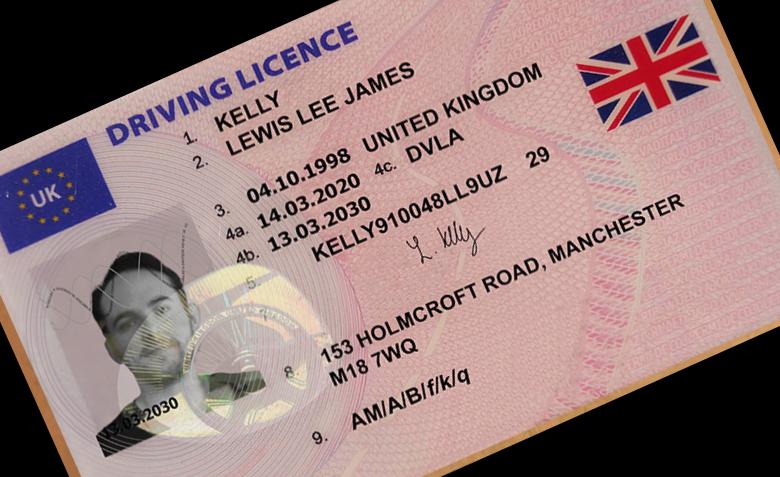 DRIVING LICENCE
1. KELLY
2. LEWIS LEE JAMES
3. 04.10.1998 UNITED KINGDOM
4a. 14.03.2020 4c. DVLA
4b. 13.03.2030
5. KELLY910048LL9UZ 29
L. Kelly
8. 153 HOLMCROFT ROAD, MANCHESTER
M18 7WQ
9. AM/A/B/f/k/q
UK
13.03.2030